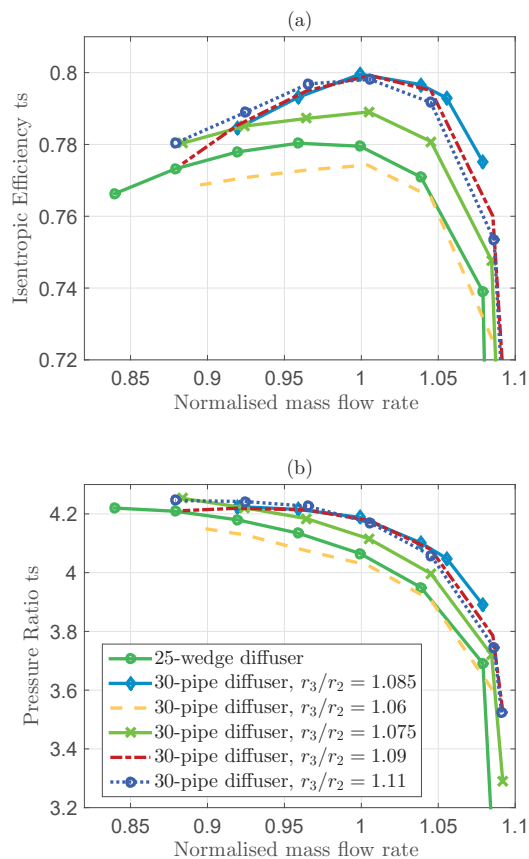 (a)
0.8
0.78
0.76
0.74
0.72
Isentropic Efficiency ts
0.85 0.9 0.95 1 1.05 1.1
Normalised mass flow rate
(b)
4.2
4
3.8
3.6
3.4
3.2
Pressure Ratio ts
25-wedge diffuser
30-pipe diffuser, r₃/r₂ = 1.085
30-pipe diffuser, r₃/r₂ = 1.06
30-pipe diffuser, r₃/r₂ = 1.075
30-pipe diffuser, r₃/r₂ = 1.09
30-pipe diffuser, r₃/r₂ = 1.11
0.85 0.9 0.95 1 1.05 1.1
Normalised mass flow rate